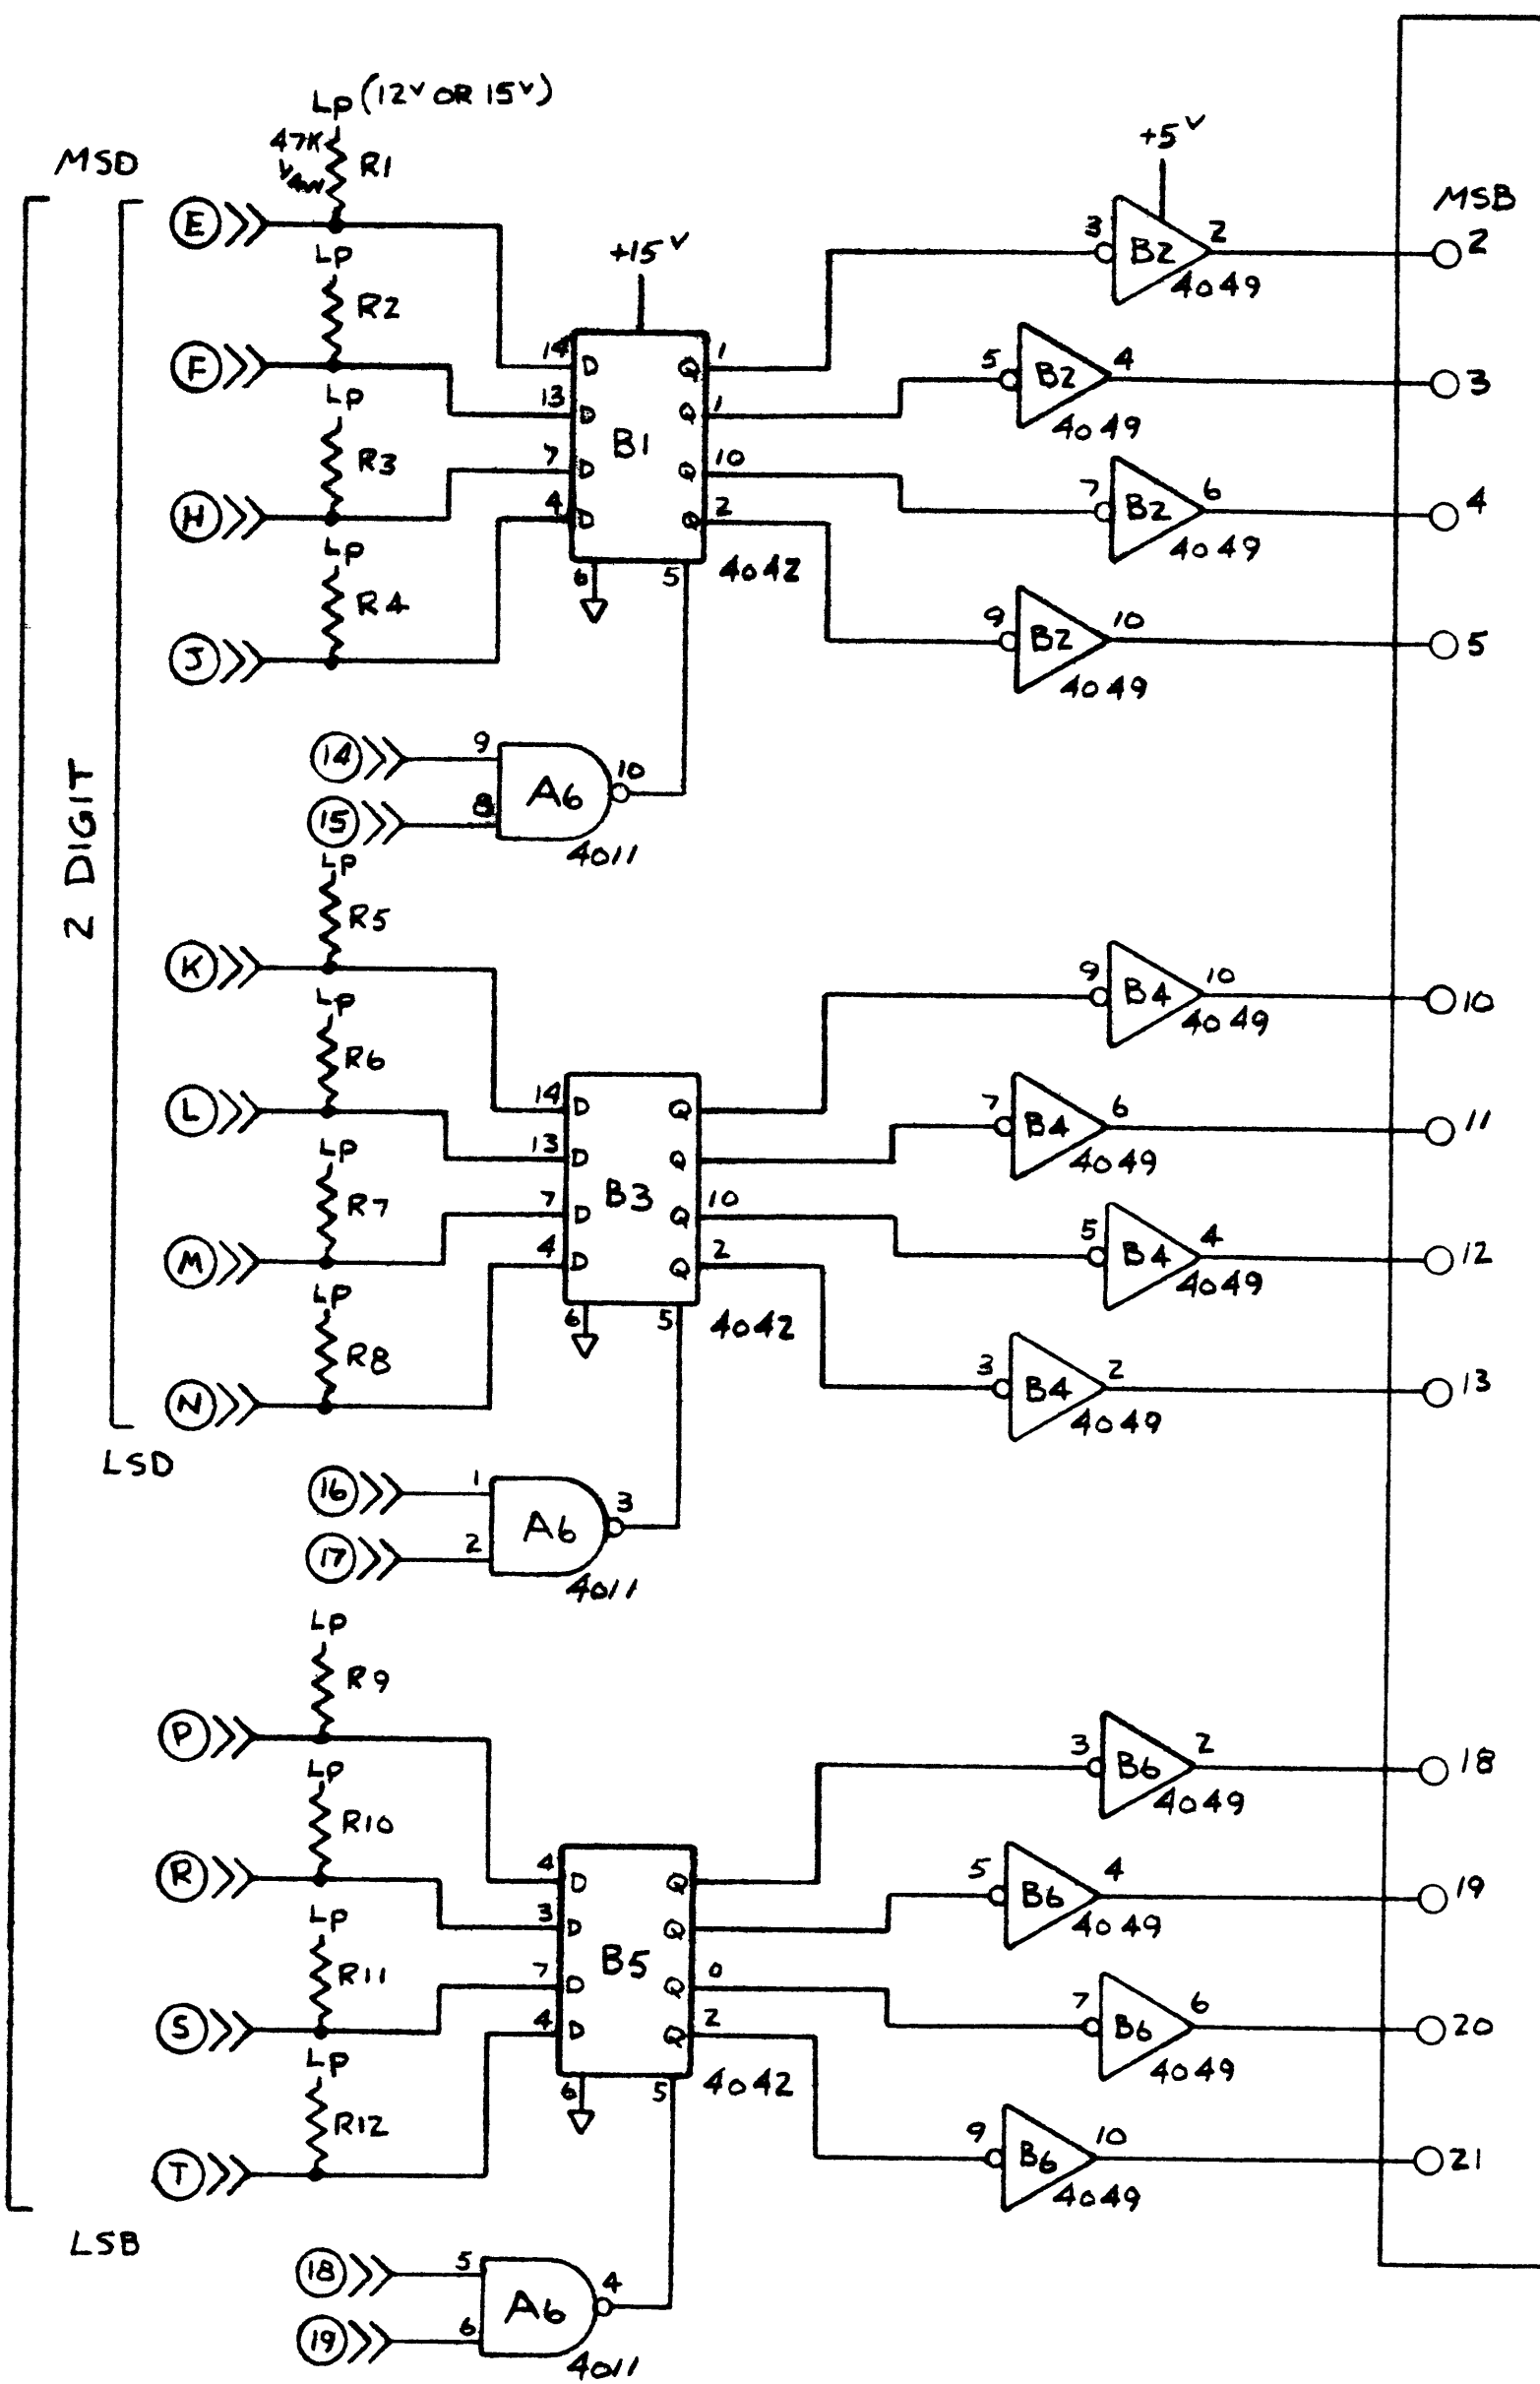 Lp (12V OR 15V)
47K
1/4W
R1
MSD
E
Lp
R2
F
Lp
R3
H
Lp
R4
J
+15V
14 D Q 1
13 D Q 1
B1
7 D Q 10
4 D Q 2
6 5
4042
+5V
3 B2 2
4049
5 B2 4
4049
7 B2 6
4049
9 B2 10
4049
MSB
2
3
4
5
2 DIGIT
14 9
A6 10
15 8
4011
Lp
R5
K
Lp
R6
L
Lp
R7
M
Lp
R8
N
14 D Q
13 D Q
B3
7 D Q 10
4 D Q 2
6 5
4042
9 B4 10
4049
7 B4 6
4049
5 B4 4
4049
3 B4 2
4049
10
11
12
13
LSD
16 1
A6 3
17 2
4011
Lp
R9
P
Lp
R10
R
Lp
R11
S
Lp
R12
T
4 D Q
3 D Q
B5
7 D Q 0
4 D Q 2
6 5
4042
3 B6 2
4049
5 B6 4
4049
7 B6 6
4049
9 B6 10
4049
18
19
20
21
LSB
18 5
A6 4
19 6
4011